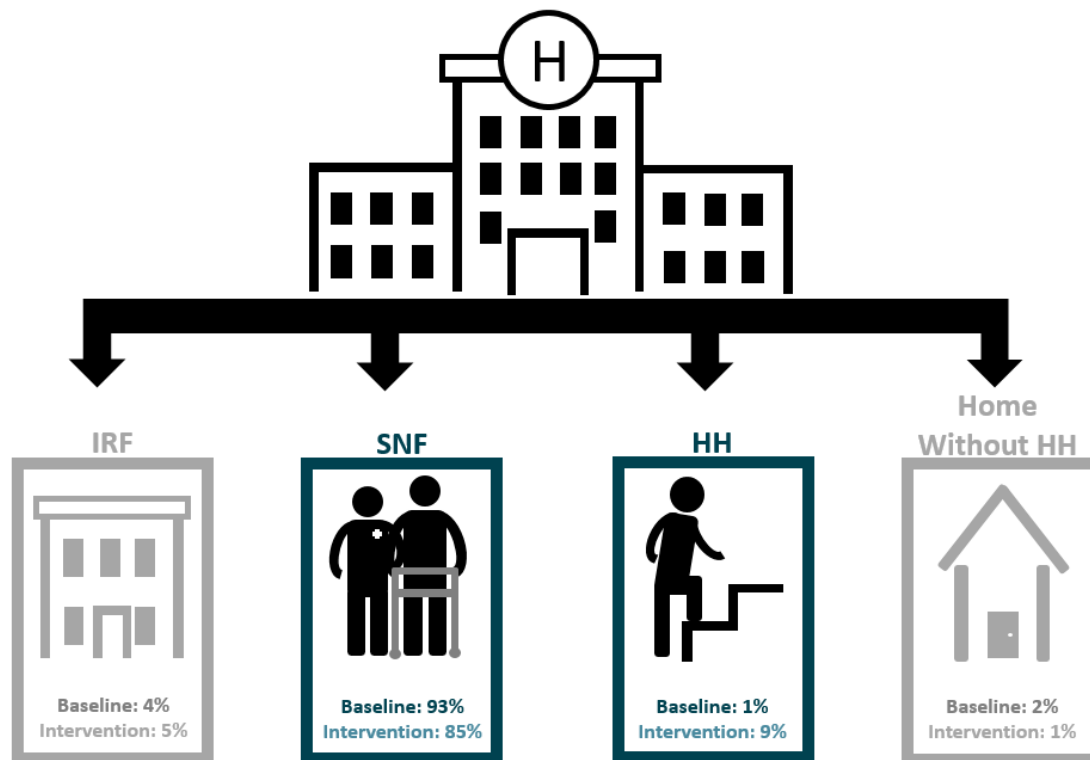 H
IRF
Baseline: 4%
Intervention: 5%
SNF
Baseline: 93%
Intervention: 85%
HH
Baseline: 1%
Intervention: 9%
Home
Without HH
Baseline: 2%
Intervention: 1%